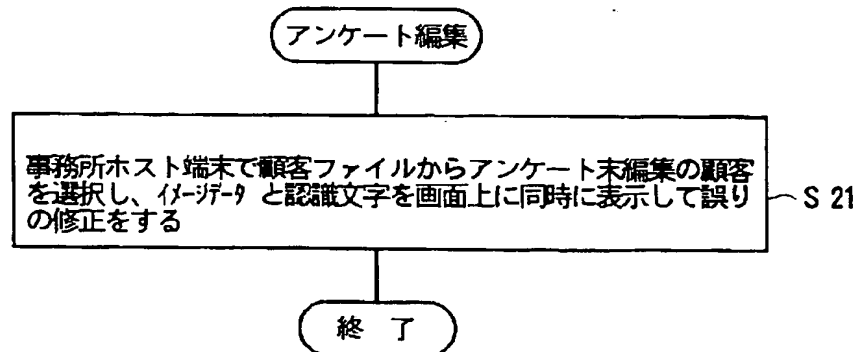 アンケート編集
事務所ホスト端末で顧客ファイルからアンケート末編集の顧客
を選択し、イメージデータ と認識文字を画面上に同時に表示して誤り
の修正をする
S 21
終 了